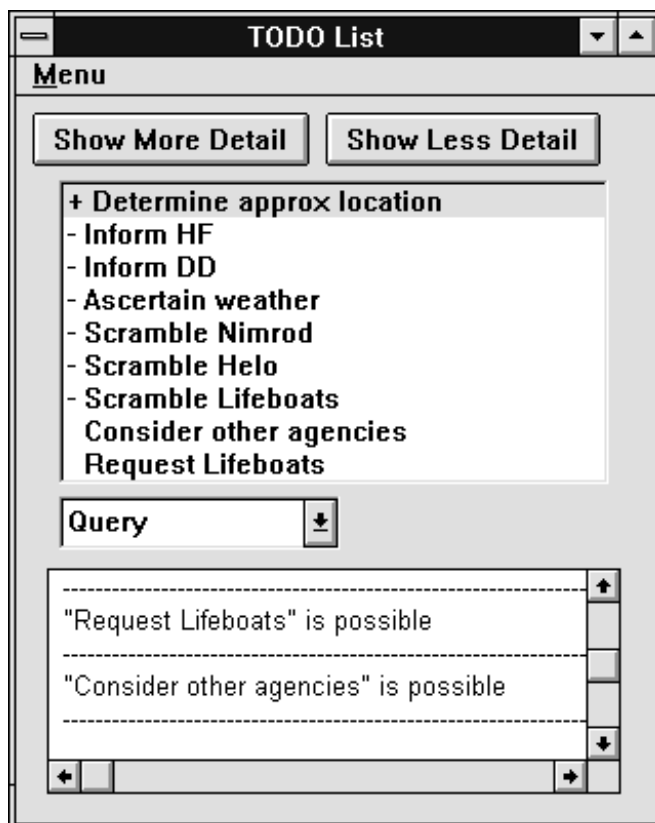 TODO List
Menu
Show More Detail Show Less Detail
+ Determine approx location
- Inform HF
- Inform DD
- Ascertain weather
- Scramble Nimrod
- Scramble Helo
- Scramble Lifeboats
Consider other agencies
Request Lifeboats
Query
"Request Lifeboats" is possible
"Consider other agencies" is possible